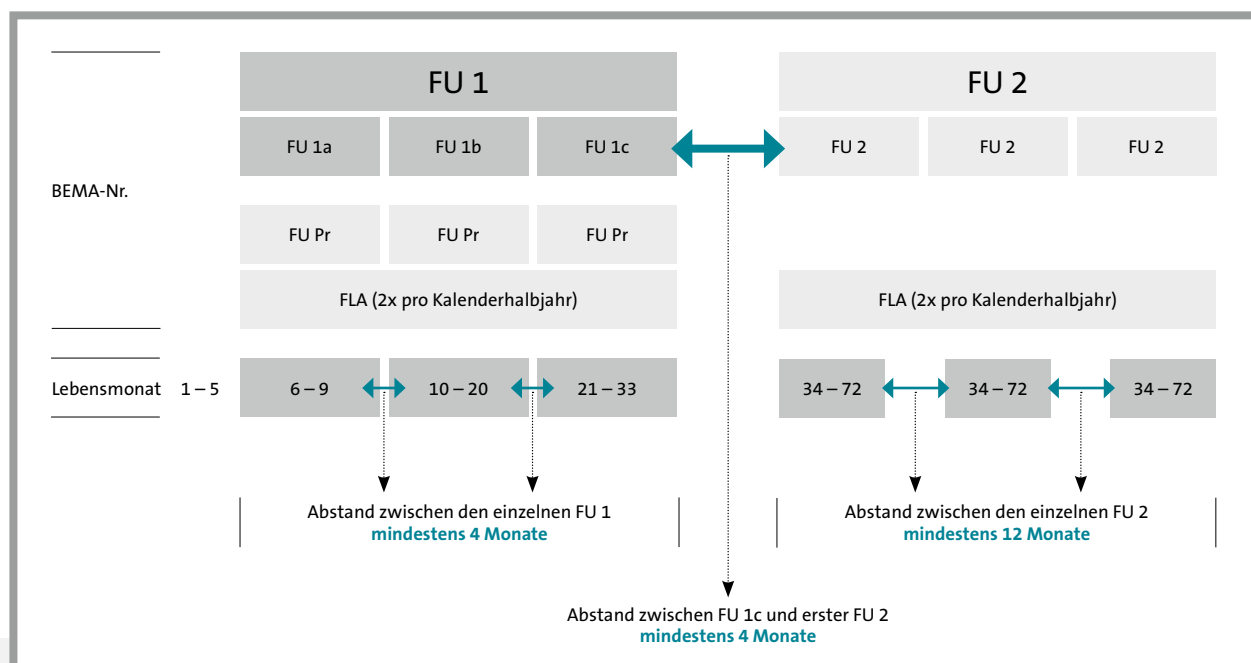 FU 1
FU 2
FU 1a
FU 1b
FU 1c
FU 2
FU 2
FU 2
BEMA-Nr.
FU Pr
FU Pr
FU Pr
FLA (2x pro Kalenderhalbjahr)
FLA (2x pro Kalenderhalbjahr)
Lebensmonat
1 – 5
6 – 9
10 – 20
21 – 33
34 – 72
34 – 72
34 – 72
Abstand zwischen den einzelnen FU 1
mindestens 4 Monate
Abstand zwischen den einzelnen FU 2
mindestens 12 Monate
Abstand zwischen FU 1c und erster FU 2
mindestens 4 Monate